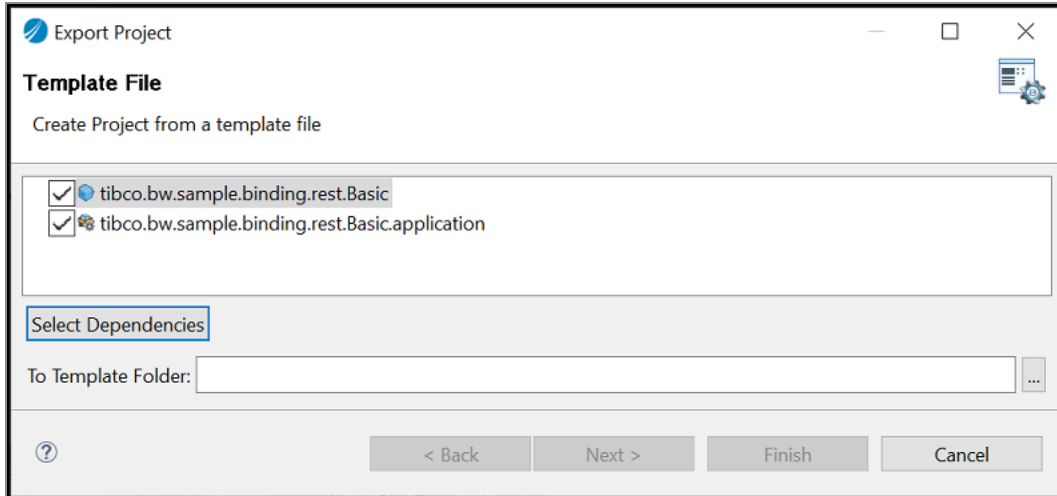 Export Project
Template File
Create Project from a template file
tibco.bw.sample.binding.rest.Basic
tibco.bw.sample.binding.rest.Basic.application
Select Dependencies
To Template Folder:
...
?
< Back
Next >
Finish
Cancel